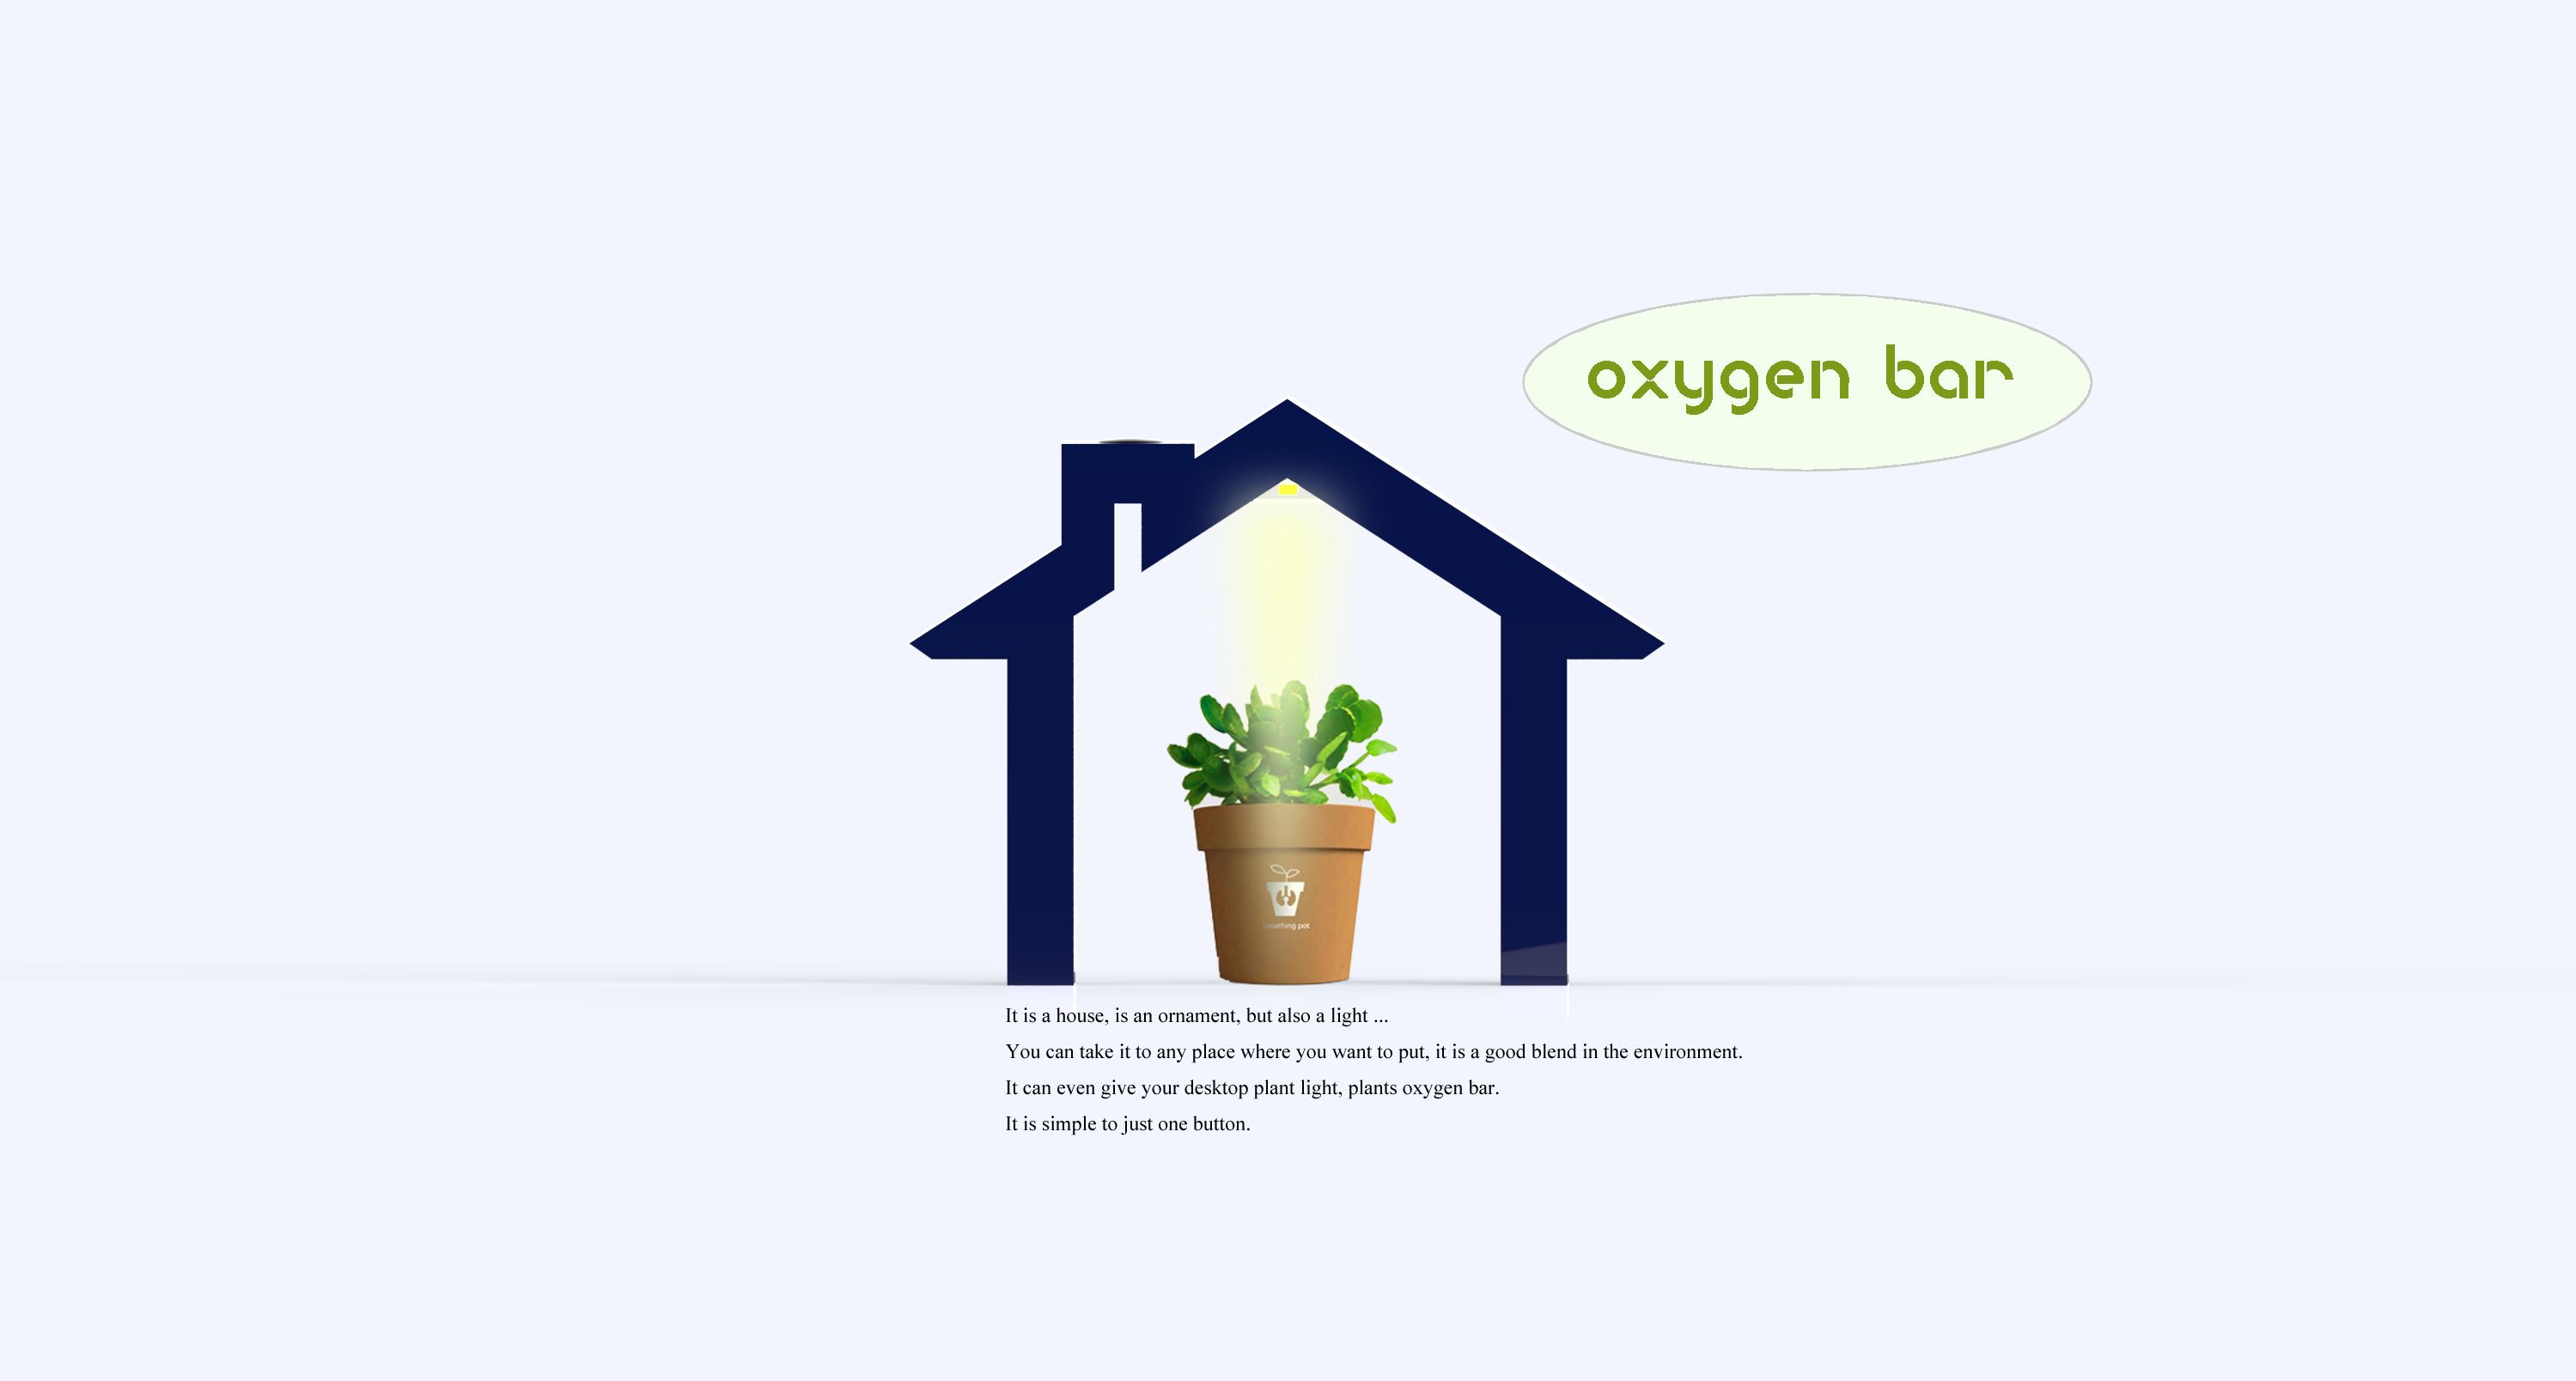 oxygen bar
breathing pot
It is a house, is an ornament, but also a light ...
You can take it to any place where you want to put, it is a good blend in the environment.
It can even give your desktop plant light, plants oxygen bar.
It is simple to just one button.